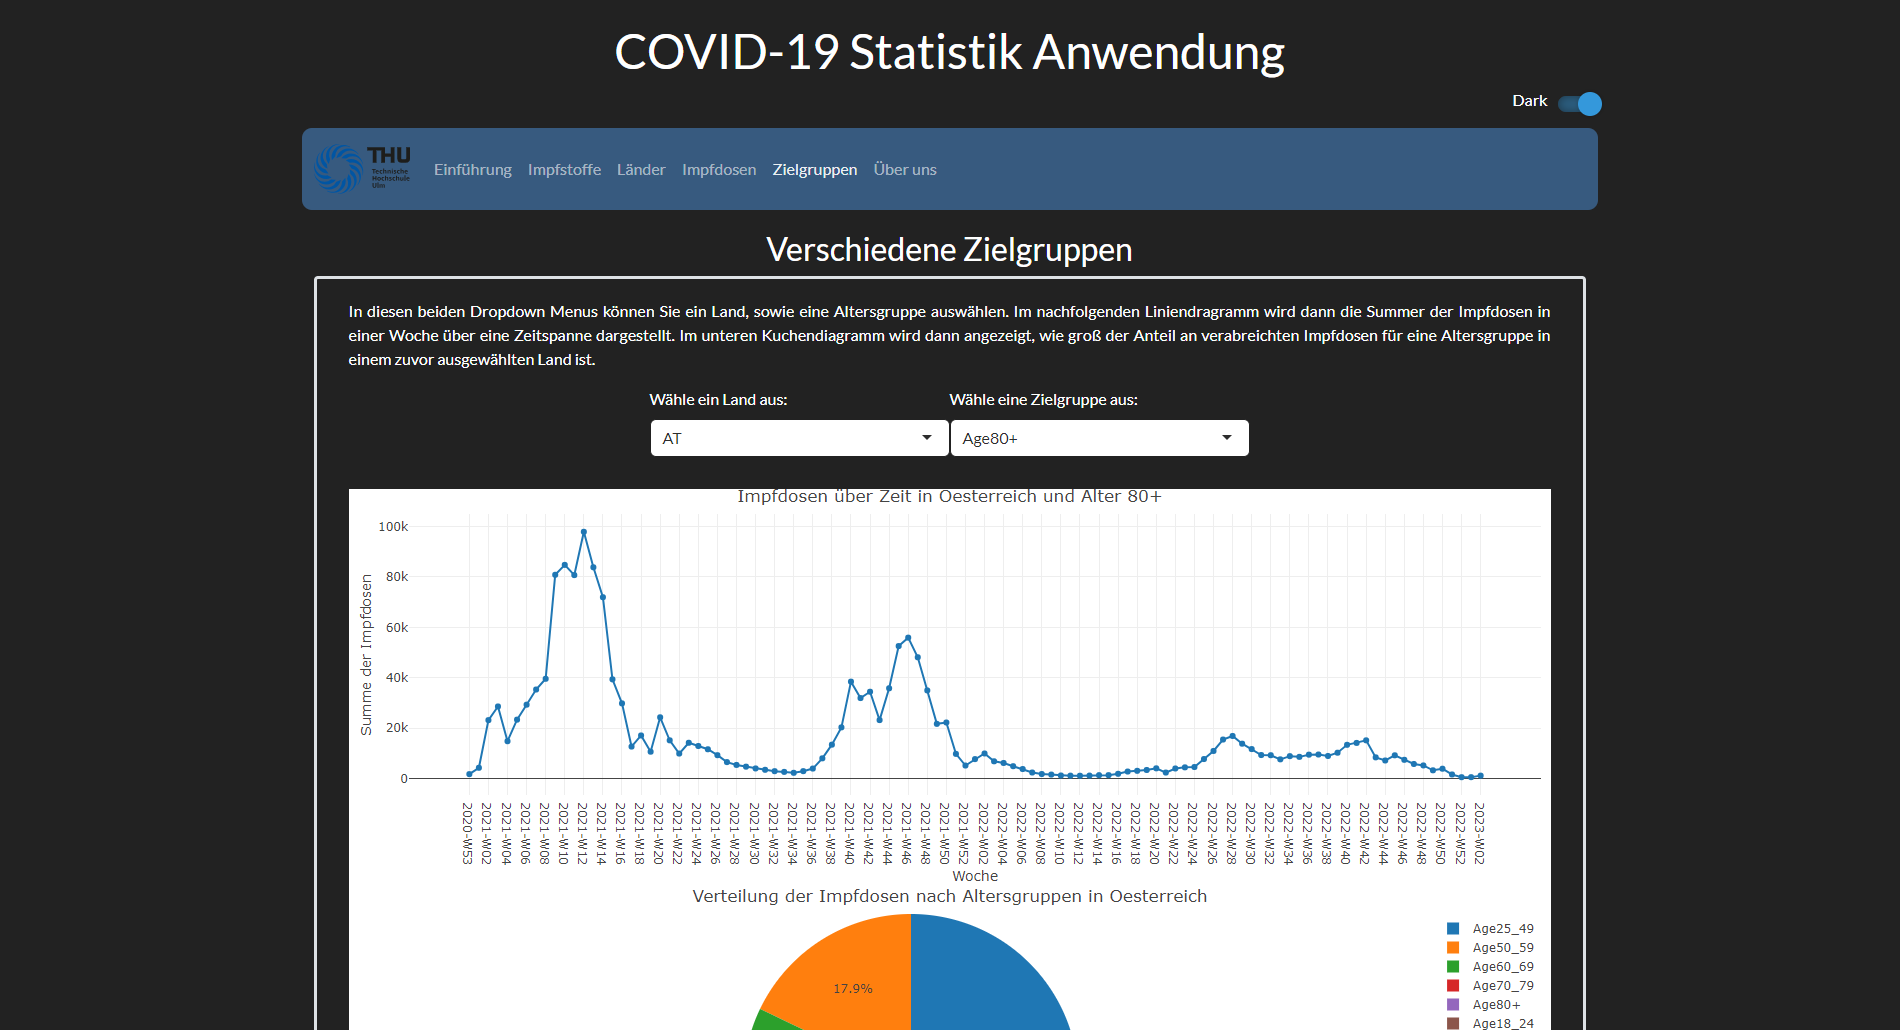 COVID-19 Statistik Anwendung
Dark
THU
Technische
Hochschule
Ulm
Einführung Impfstoffe Länder Impfdosen Zielgruppen Über uns
Verschiedene Zielgruppen
In diesen beiden Dropdown Menus können Sie ein Land, sowie eine Altersgruppe auswählen. Im nachfolgenden Liniendragramm wird dann die Summer der Impfdosen in
einer Woche über eine Zeitspanne dargestellt. Im unteren Kuchendiagramm wird dann angezeigt, wie groß der Anteil an verabreichten Impfdosen für eine Altersgruppe in
einem zuvor ausgewählten Land ist.
Wähle ein Land aus: Wähle eine Zielgruppe aus:
AT Age80+
Impfdosen über Zeit in Oesterreich und Alter 80+
Summe der Impfdosen
100k
80k
60k
40k
20k
0
2020-W53 2021-W02 2021-W04 2021-W06 2021-W08 2021-W10 2021-W12 2021-W14 2021-W16 2021-W18 2021-W20 2021-W22 2021-W24 2021-W26 2021-W28 2021-W30 2021-W32 2021-W34 2021-W36 2021-W38 2021-W40 2021-W42 2021-W44 2021-W46 2021-W48 2021-W50 2021-W52 2022-W02 2022-W04 2022-W06 2022-W08 2022-W10 2022-W12 2022-W14 2022-W16 2022-W18 2022-W20 2022-W22 2022-W24 2022-W26 2022-W28 2022-W30 2022-W32 2022-W34 2022-W36 2022-W38 2022-W40 2022-W42 2022-W44 2022-W46 2022-W48 2022-W50 2022-W52 2023-W02
Woche
Verteilung der Impfdosen nach Altersgruppen in Oesterreich
17.9%
Age25_49
Age50_59
Age60_69
Age70_79
Age80+
Age18_24